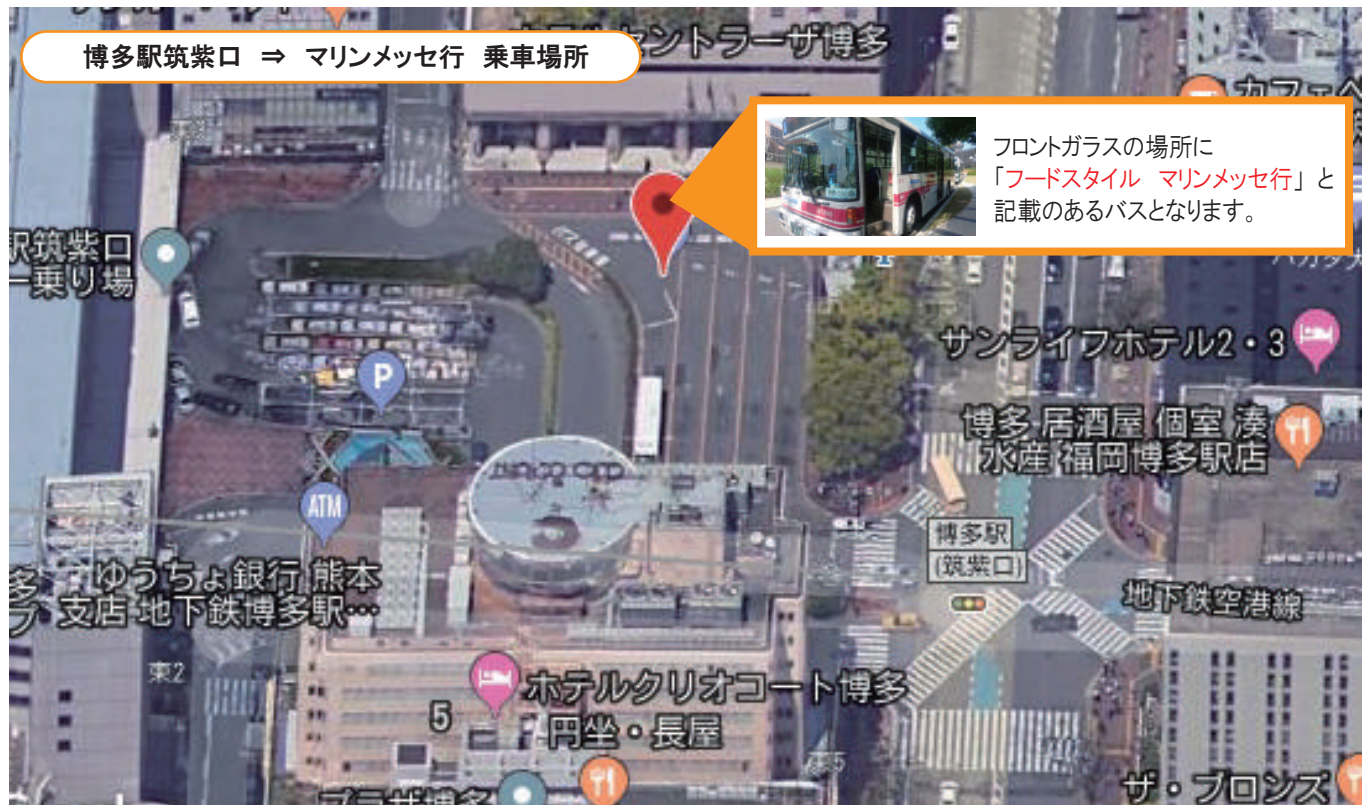 博多駅筑紫口 ⇒ マリンメッセ行 乗車場所
セントラーザ博多
カフェ
フロントガラスの場所に
「フードスタイル マリンメッセ行」と
記載のあるバスとなります。
駅筑紫口
ー乗り場
サンライフホテル2・3
博多 居酒屋 個室 湊
水産 福岡博多駅店
P
ATM
博多駅
(筑紫口)
ゆうちょ銀行 熊本
支店 地下鉄博多駅…
地下鉄空港線
東2
ホテルクリオコート博多
5
円坐・長屋
プラザ博多
ザ・ブロンズ